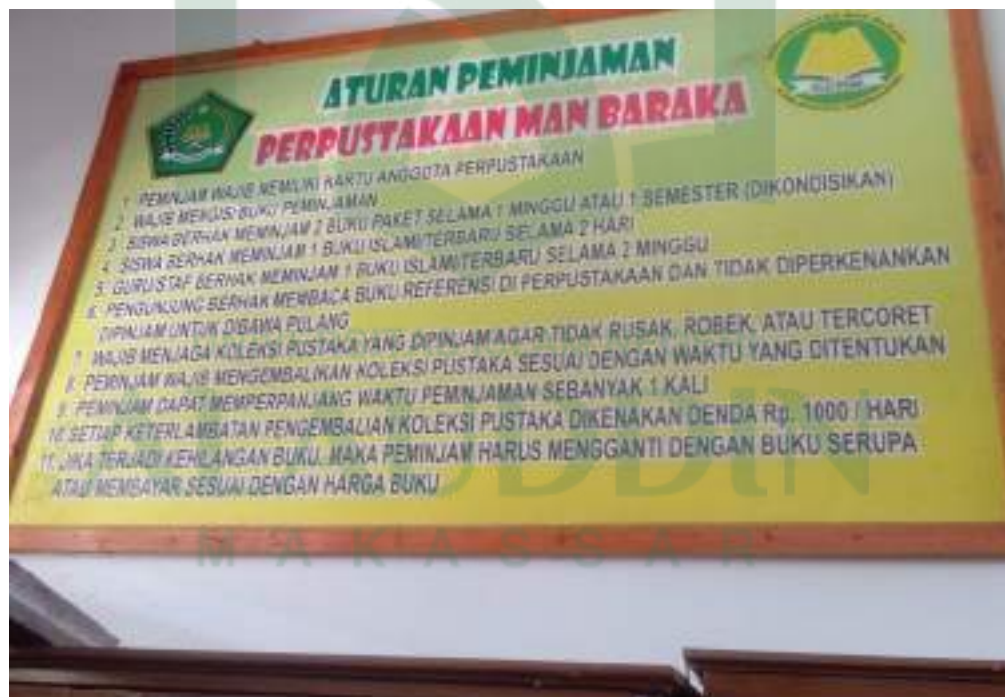 ATURAN PEMINJAMAN
PERPUSTAKAAN MAN BARAKA
1. PEMINJAM WAJIB MEMILIKI KARTU ANGGOTA PERPUSTAKAAN
2. WAJIB MENGISI BUKU PEMINJAMAN
3. SISWA BERHAK MEMINJAM 2 BUKU PAKET SELAMA 1 MINGGU ATAU 1 SEMESTER (DIKONDISIKAN)
4. SISWA BERHAK MEMINJAM 1 BUKU ISLAMI/TERBARU SELAMA 2 HARI
5. GURU/STAF BERHAK MEMINJAM 1 BUKU ISLAMI/TERBARU SELAMA 2 MINGGU
6. PENGUNJUNG BERHAK MEMBACA BUKU REFERENSI DI PERPUSTAKAAN DAN TIDAK DIPERKENANKAN
DIPINJAM UNTUK DIBAWA PULANG
7. WAJIB MENJAGA KOLEKSI PUSTAKA YANG DIPINJAM AGAR TIDAK RUSAK, ROBEK, ATAU TERCORET
8. PEMINJAM WAJIB MENGEMBALIKAN KOLEKSI PUSTAKA SESUAI DENGAN WAKTU YANG DITENTUKAN
9. PEMINJAM DAPAT MEMPERPANJANG WAKTU PEMINJAMAN SEBANYAK 1 KALI
10. SETIAP KETERLAMBATAN PENGEMBALIAN KOLEKSI PUSTAKA DIKENAKAN DENDA Rp. 1000 / HARI
11. JIKA TERJADI KEHILANGAN BUKU, MAKA PEMINJAM HARUS MENGGANTI DENGAN BUKU SERUPA
ATAU MEMBAYAR SESUAI DENGAN HARGA BUKU
MAKASSAR